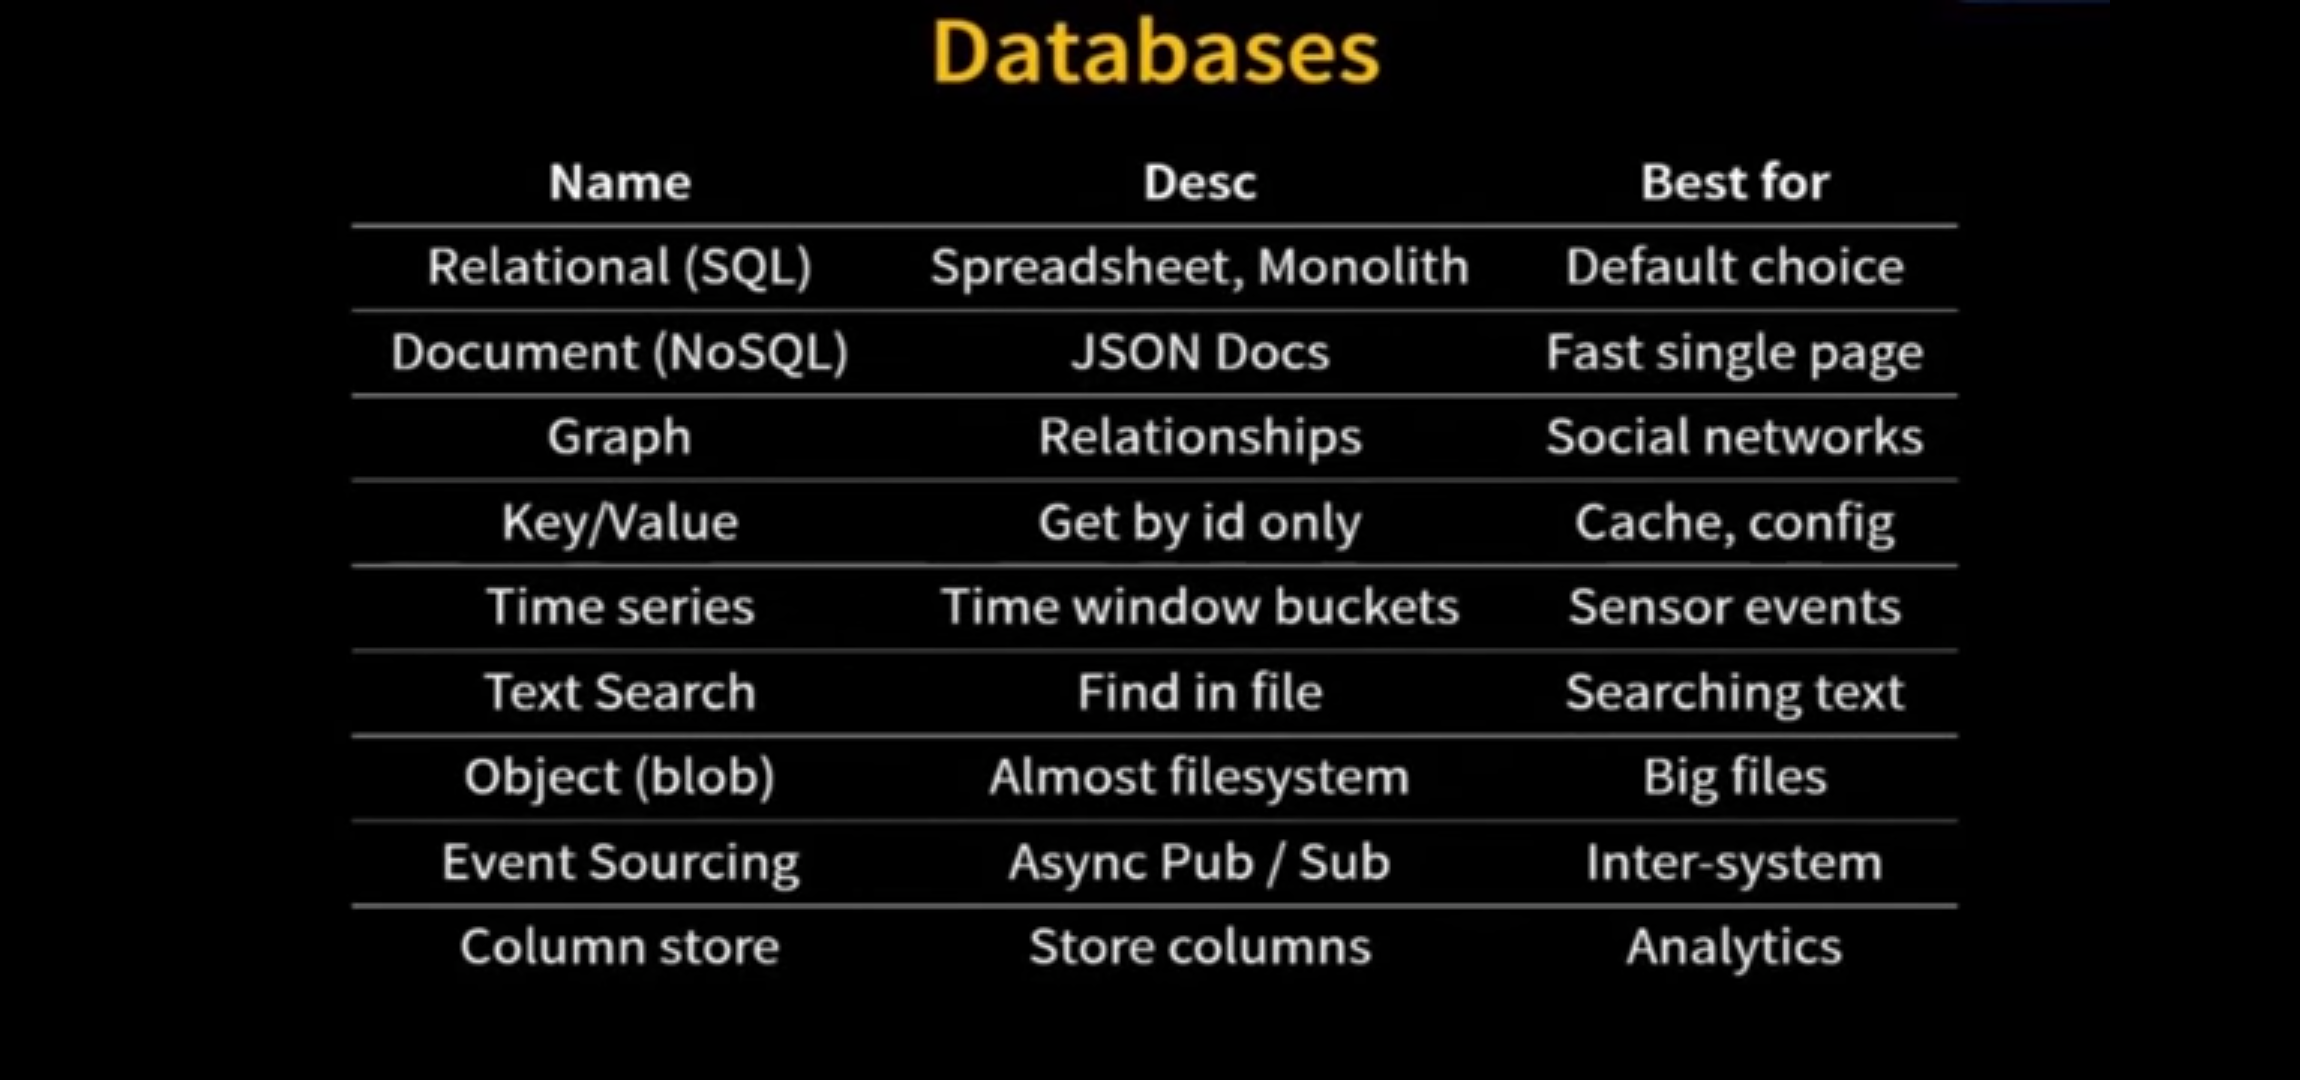 Databases
Name Desc Best for
Relational (SQL) Spreadsheet, Monolith Default choice
Document (NoSQL) JSON Docs Fast single page
Graph Relationships Social networks
Key/Value Get by id only Cache, config
Time series Time window buckets Sensor events
Text Search Find in file Searching text
Object (blob) Almost filesystem Big files
Event Sourcing Async Pub / Sub Inter-system
Column store Store columns Analytics